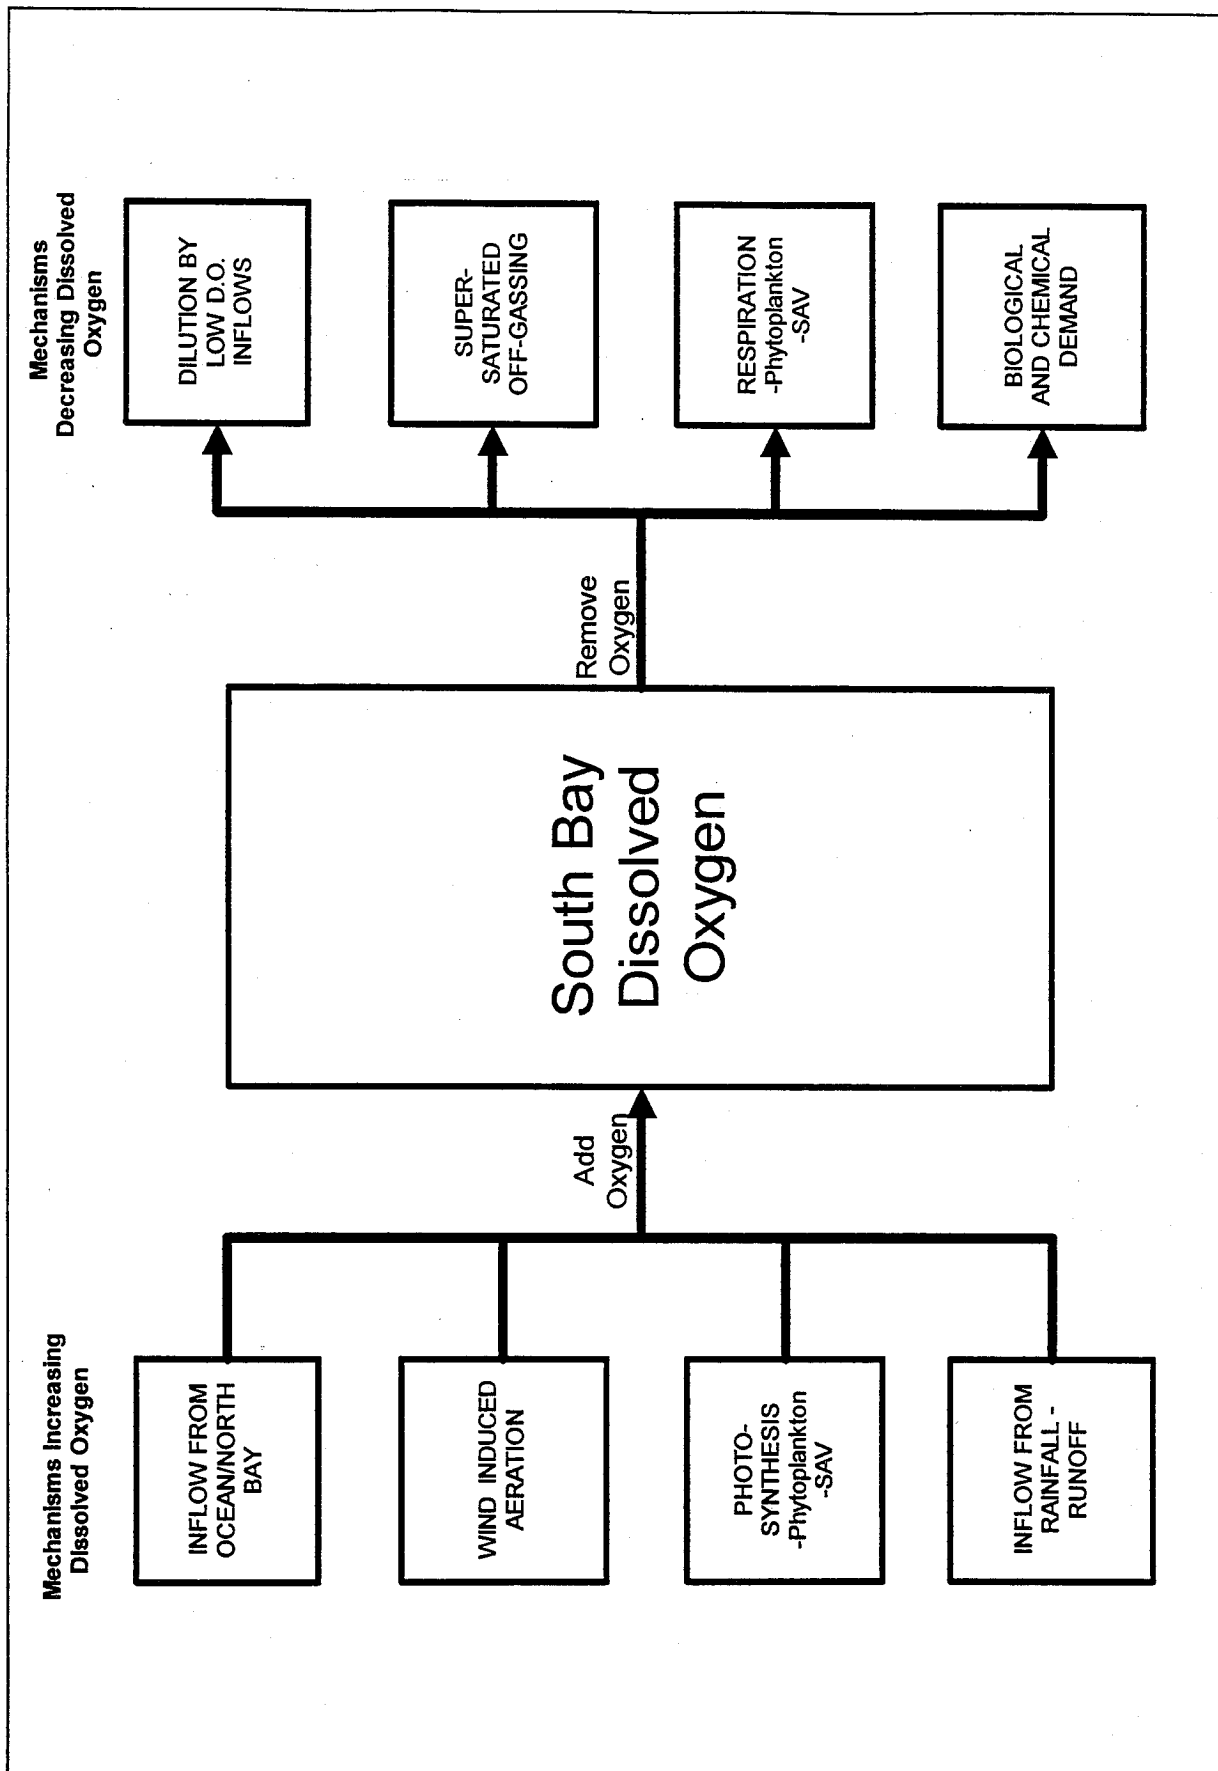 Mechanisms Increasing
Dissolved Oxygen
INFLOW FROM
OCEAN/NORTH
BAY
WIND INDUCED
AERATION
PHOTO-
SYNTHESIS
-Phytoplankton
-SAV
INFLOW FROM
RAINFALL -
RUNOFF
Add
Oxygen
South Bay
Dissolved
Oxygen
Remove
Oxygen
Mechanisms
Decreasing Dissolved
Oxygen
DILUTION BY
LOW D.O.
INFLOWS
SUPER-
SATURATED
OFF-GASSING
RESPIRATION
-Phytoplankton
-SAV
BIOLOGICAL
AND CHEMICAL
DEMAND